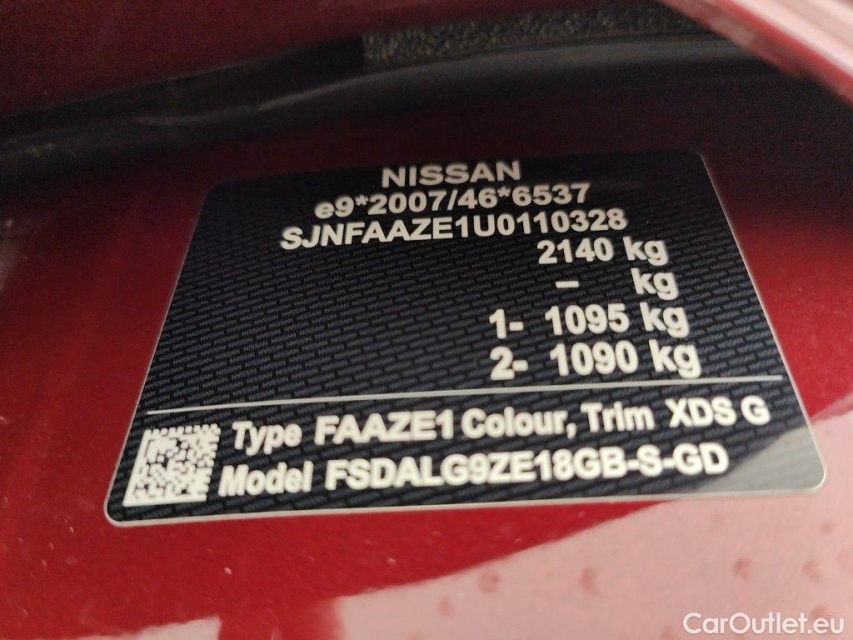 NISSAN
e9*2007/46*6537
SJNFAAZE1U0110328
2140 kg
- kg
1- 1095 kg
2- 1090 kg
Type FAAZE1 Colour, Trim XDS G
Model FSDALG9ZE18GB-S-GD
CarOutlet.eu